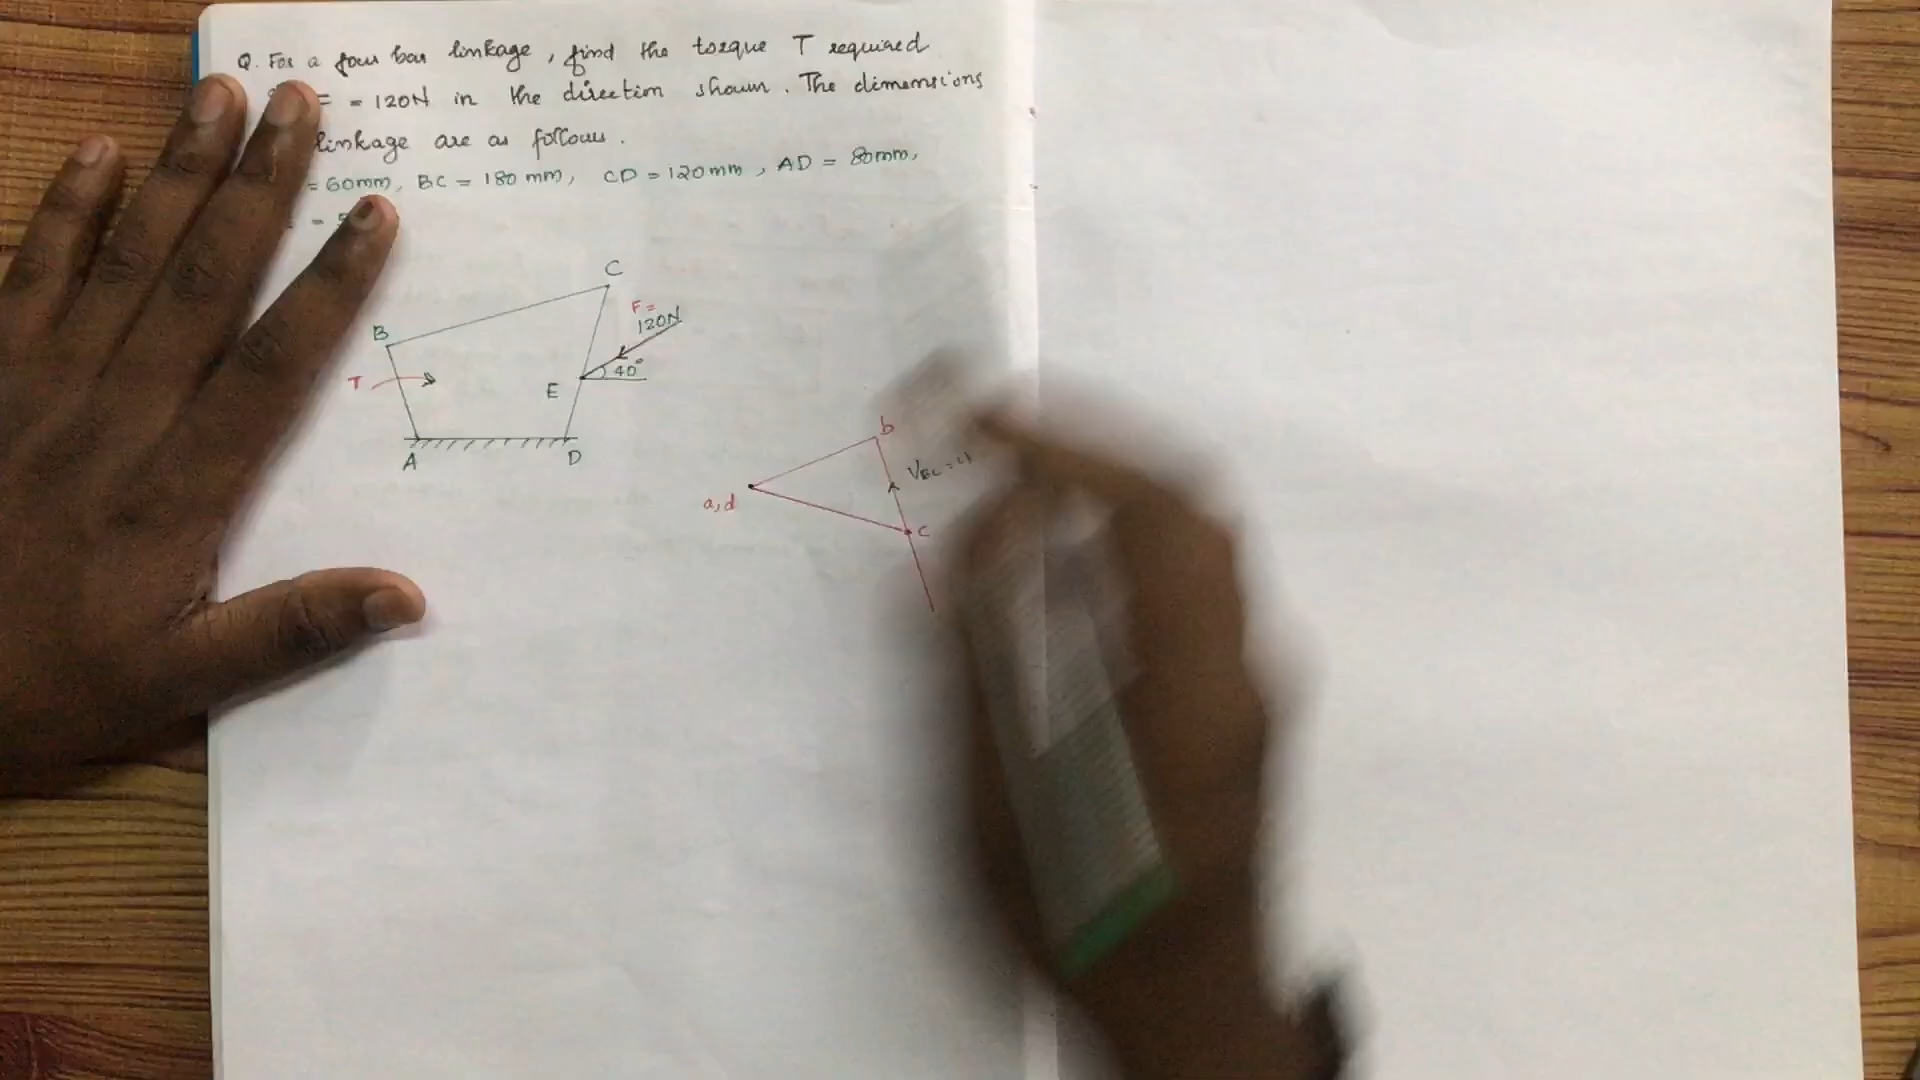 Q. For a four bar linkage, find the torque T required
= 120N in the direction shown. The dimensions
linkage are as follows.
= 60mm, BC = 180 mm, CD = 120mm, AD = 80mm,
=
C
F =
120N
B
40°
T
E
A
D
b
a,d
c